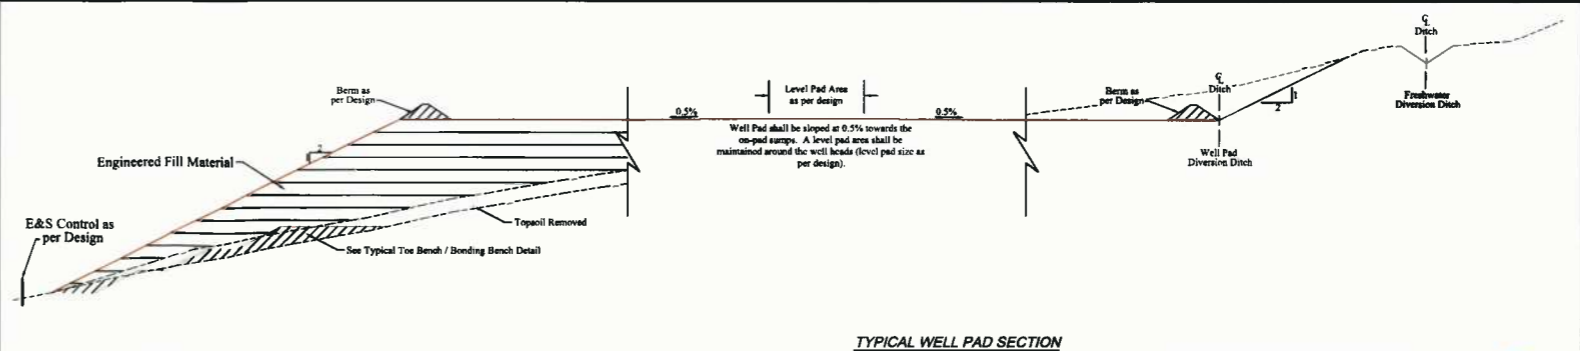 ℄
Ditch
Freshwater
Diversion Ditch
Berm as
per Design
0.5%
Level Pad Area
as per design
0.5%
Well Pad shall be sloped at 0.5% towards the
on-pad sumps. A level pad area shall be
maintained around the well heads (level pad size as
per design).
Berm as
per Design
℄
Ditch
1
2
Well Pad
Diversion Ditch
2
1
Engineered Fill Material
Topsoil Removed
See Typical Toe Bench / Bonding Bench Detail
E&S Control as
per Design
TYPICAL WELL PAD SECTION